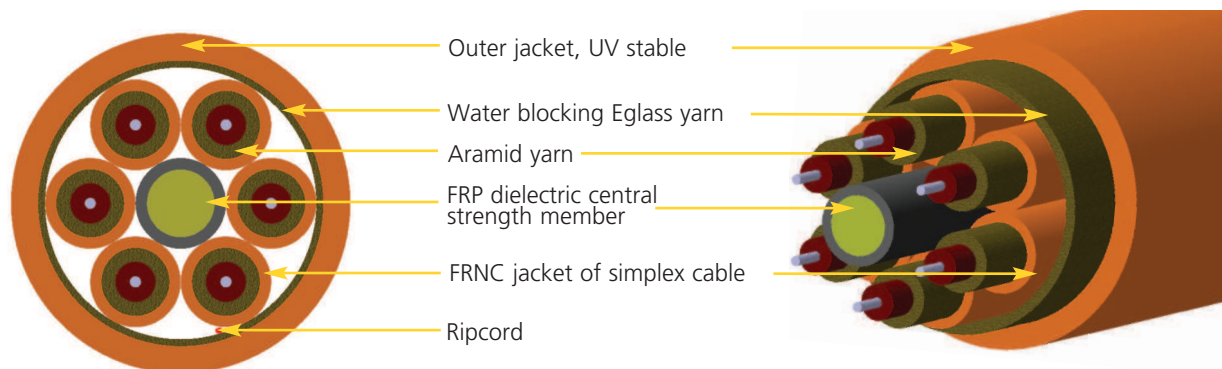 Outer jacket, UV stable
Water blocking Eglass yarn
Aramid yarn
FRP dielectric central
strength member
FRNC jacket of simplex cable
Ripcord